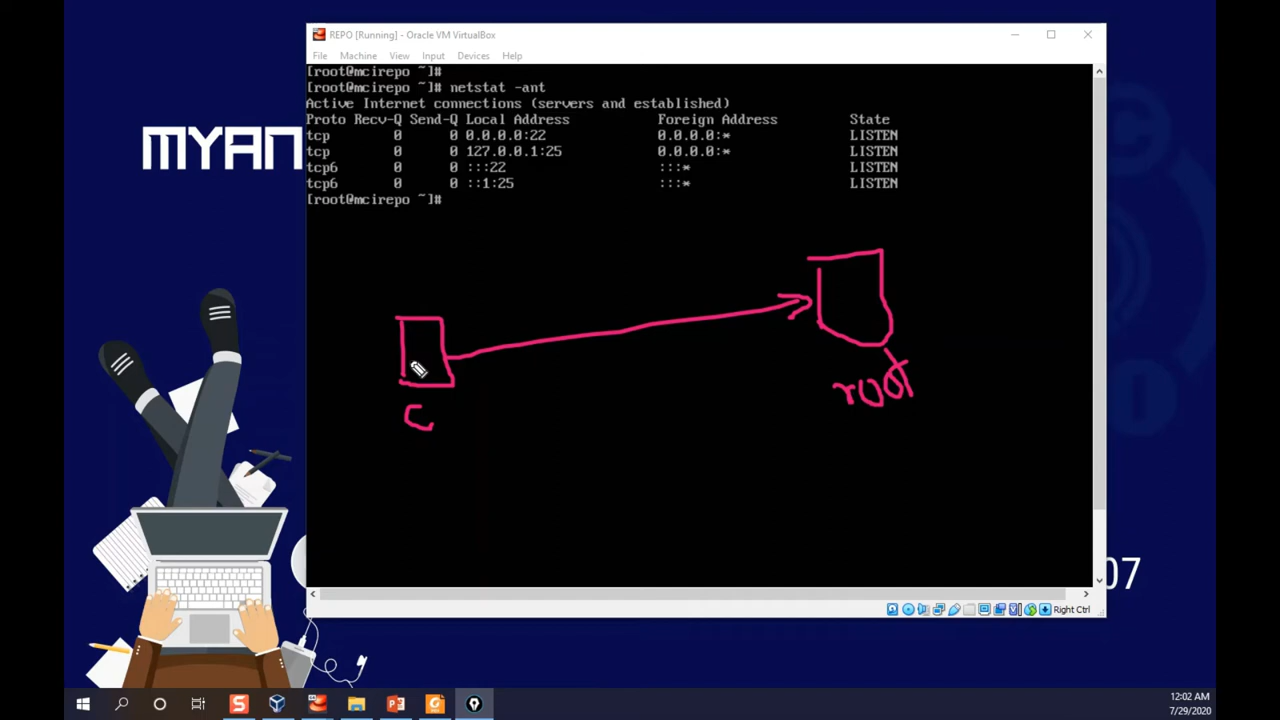 REPO [Running] - Oracle VM VirtualBox
File Machine View Input Devices Help
[root@mcirepo ~]#
[root@mcirepo ~]# netstat -ant
Active Internet connections (servers and established)
Proto Recv-Q Send-Q Local Address Foreign Address State
tcp 0 0 0.0.0.0:22 0.0.0.0:* LISTEN
tcp 0 0 127.0.0.1:25 0.0.0.0:* LISTEN
tcp6 0 0 :::22 :::* LISTEN
tcp6 0 0 ::1:25 :::* LISTEN
[root@mcirepo ~]#
MYAN
root
C
07
Right Ctrl
12:02 AM
7/29/2020